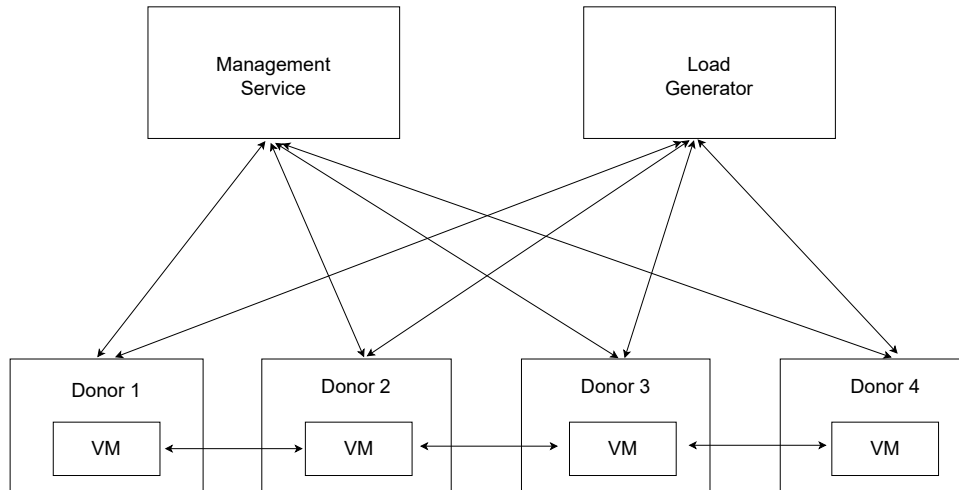 Management
Service
Load
Generator
Donor 1
Donor 2
Donor 3
Donor 4
VM
VM
VM
VM